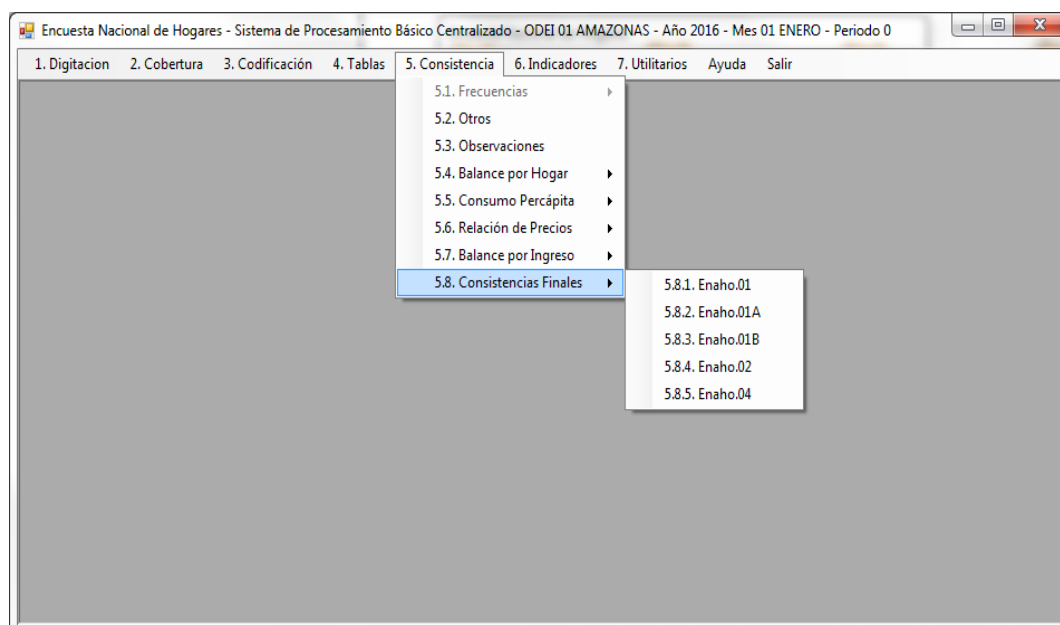 Encuesta Nacional de Hogares - Sistema de Procesamiento Básico Centralizado - ODEI 01 AMAZONAS - Año 2016 - Mes 01 ENERO - Periodo 0
1. Digitacion 2. Cobertura 3. Codificación 4. Tablas 5. Consistencia 6. Indicadores 7. Utilitarios Ayuda Salir
5.1. Frecuencias
5.2. Otros
5.3. Observaciones
5.4. Balance por Hogar
5.5. Consumo Percápita
5.6. Relación de Precios
5.7. Balance por Ingreso
5.8. Consistencias Finales
5.8.1. Enaho.01
5.8.2. Enaho.01A
5.8.3. Enaho.01B
5.8.4. Enaho.02
5.8.5. Enaho.04